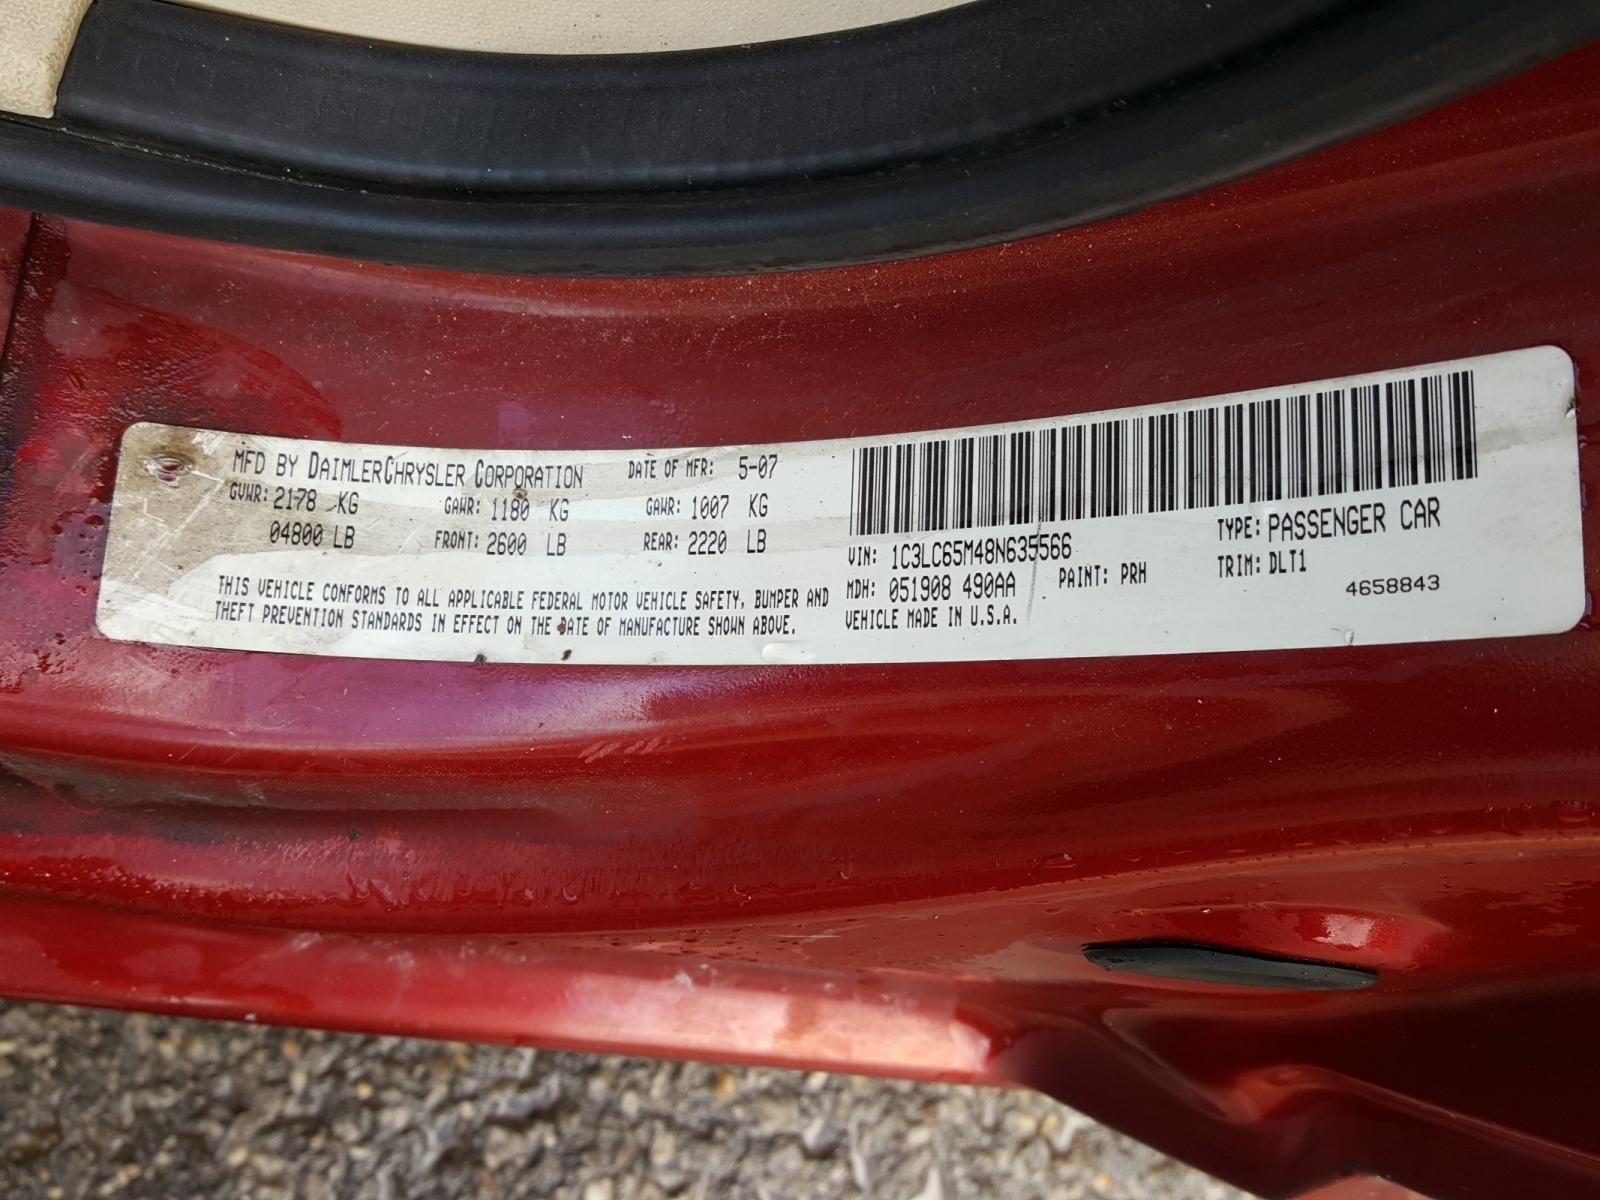 MFD BY DAIMLERCHRYSLER CORPORATION DATE OF MFR: 5-07
GVWR: 2178 KG GAWR: 1180 KG GAWR: 1007 KG
04800 LB FRONT: 2600 LB REAR: 2220 LB
THIS VEHICLE CONFORMS TO ALL APPLICABLE FEDERAL MOTOR VEHICLE SAFETY, BUMPER AND
THEFT PREVENTION STANDARDS IN EFFECT ON THE DATE OF MANUFACTURE SHOWN ABOVE.
VIN: 1C3LC65M48N635566 TYPE: PASSENGER CAR
MDH: 051908 490AA PAINT: PRH TRIM: DLT1
VEHICLE MADE IN U.S.A. 4658843